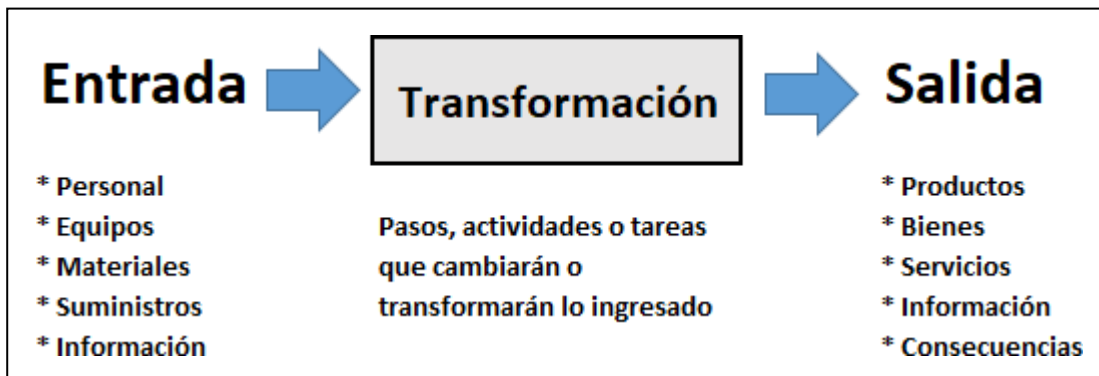 Entrada
Transformación
Salida
* Personal
* Equipos
* Materiales
* Suministros
* Información
Pasos, actividades o tareas
que cambiarán o
transformarán lo ingresado
* Productos
* Bienes
* Servicios
* Información
* Consecuencias